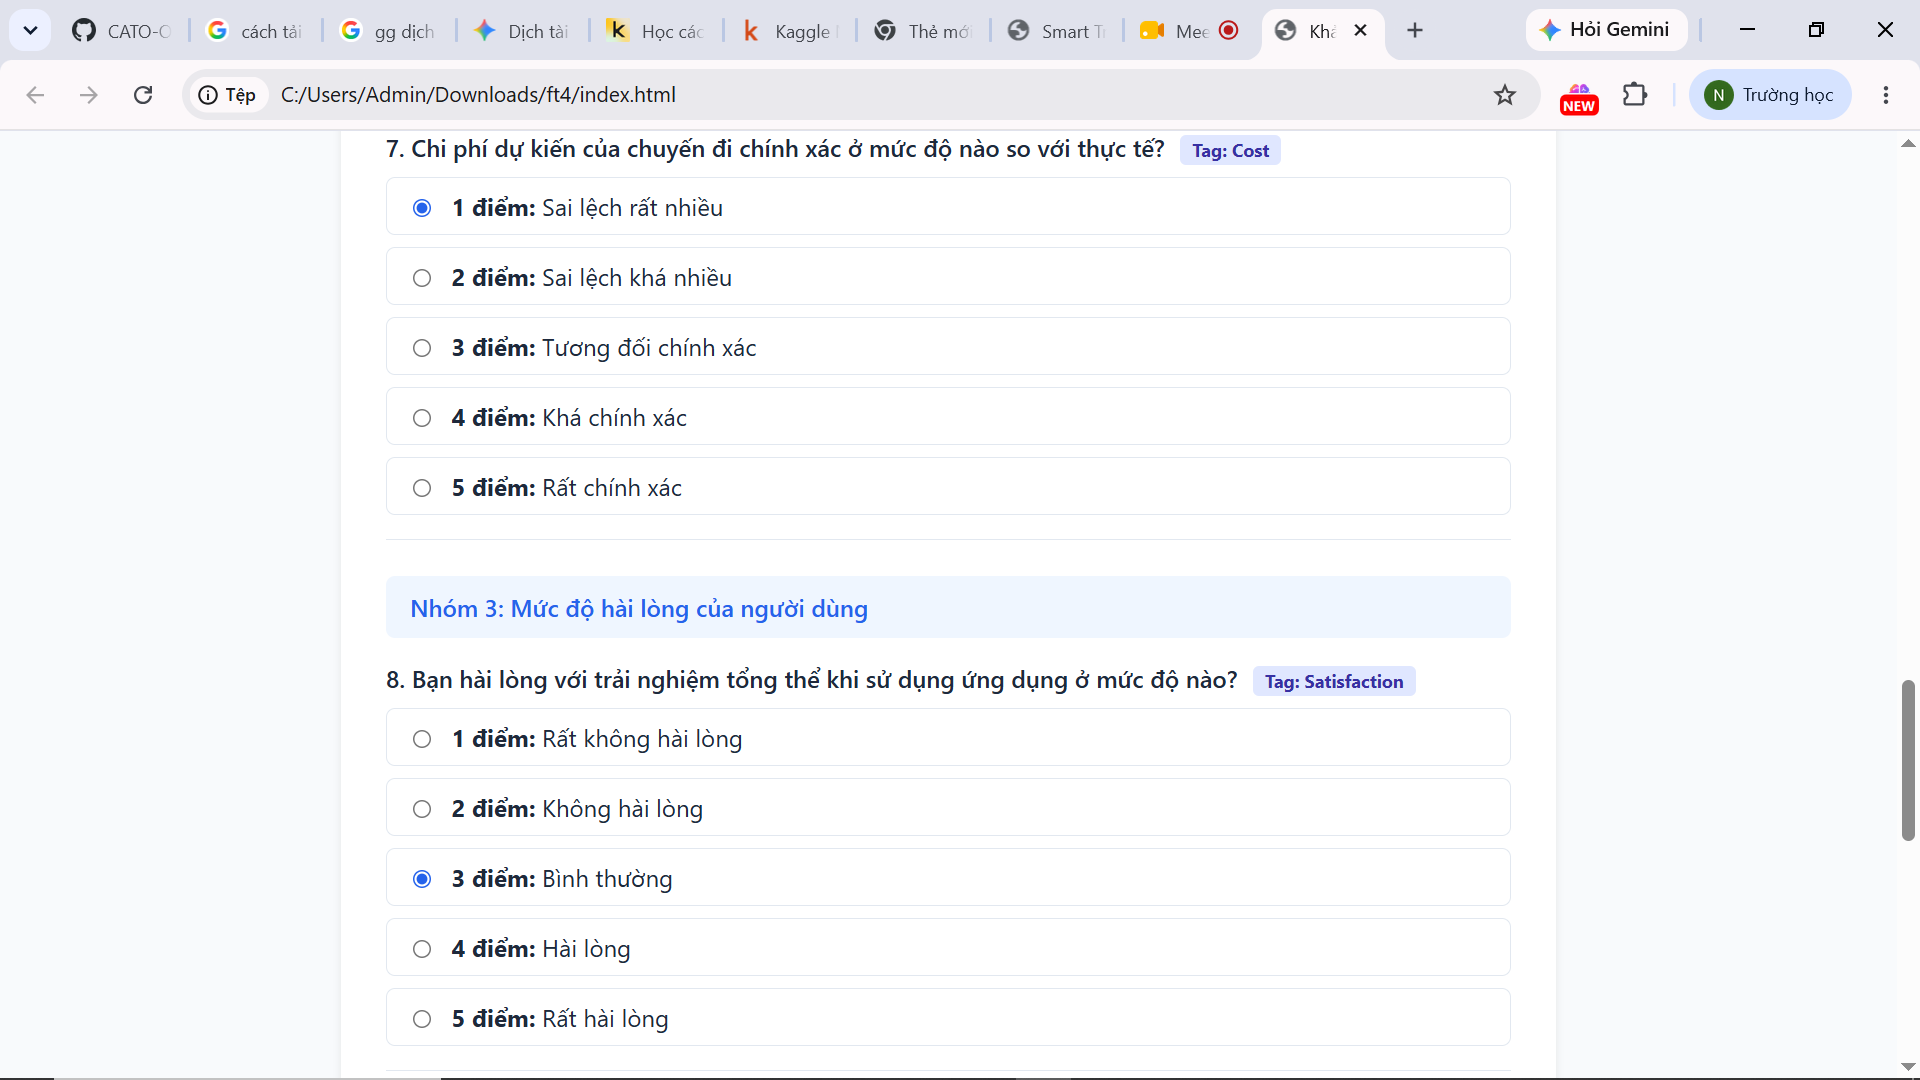 CATO-O
cách tải
gg dịch
Dịch tài
Học các
Kaggle
Thẻ mới
Smart T
Mee
Khả
Hỏi Gemini
Tệp
C:/Users/Admin/Downloads/ft4/index.html
NEW
N
Trường học
7. Chi phí dự kiến của chuyến đi chính xác ở mức độ nào so với thực tế?
Tag: Cost
1 điểm: Sai lệch rất nhiều
2 điểm: Sai lệch khá nhiều
3 điểm: Tương đối chính xác
4 điểm: Khá chính xác
5 điểm: Rất chính xác
Nhóm 3: Mức độ hài lòng của người dùng
8. Bạn hài lòng với trải nghiệm tổng thể khi sử dụng ứng dụng ở mức độ nào?
Tag: Satisfaction
1 điểm: Rất không hài lòng
2 điểm: Không hài lòng
3 điểm: Bình thường
4 điểm: Hài lòng
5 điểm: Rất hài lòng